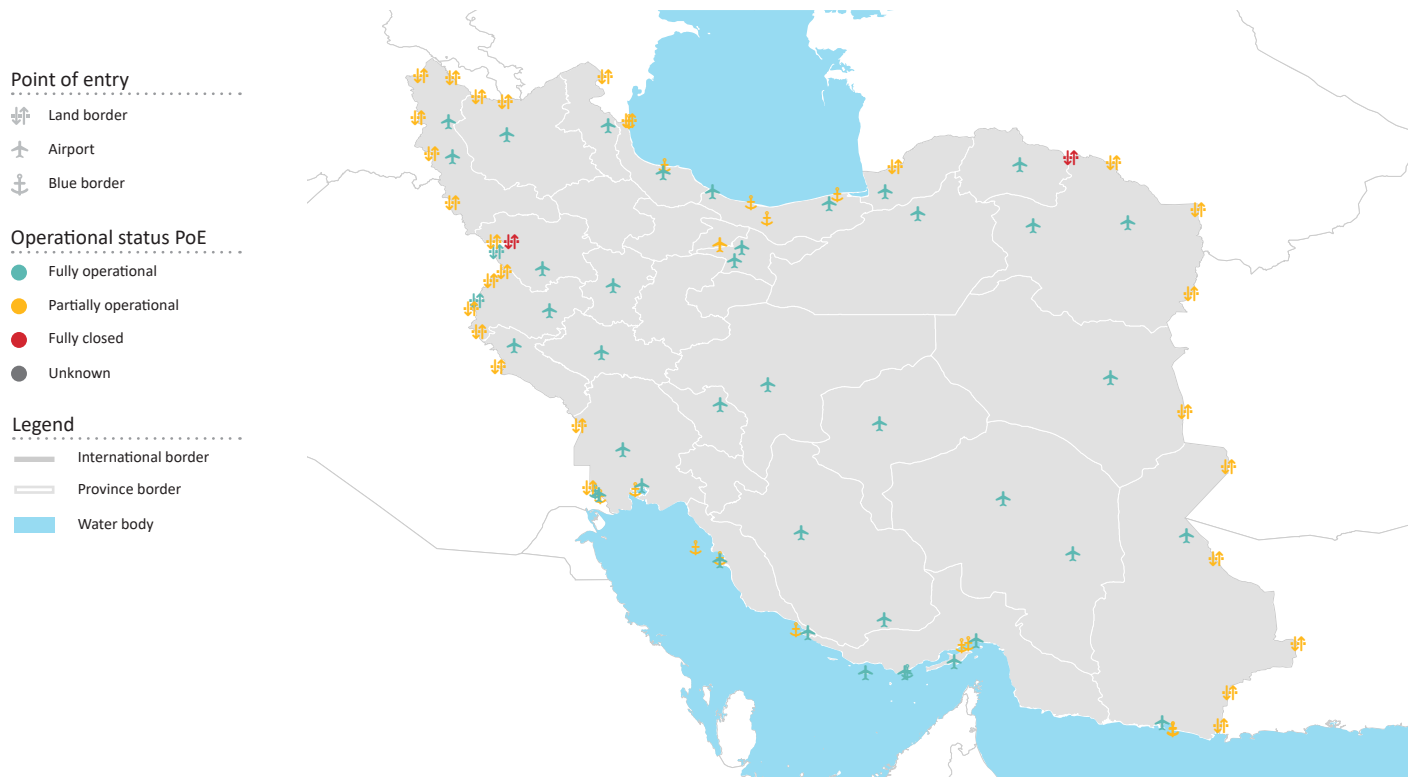 Point of entry
Land border
Airport
Blue border
Operational status PoE
Fully operational
Partially operational
Fully closed
Unknown
Legend
International border
Province border
Water body